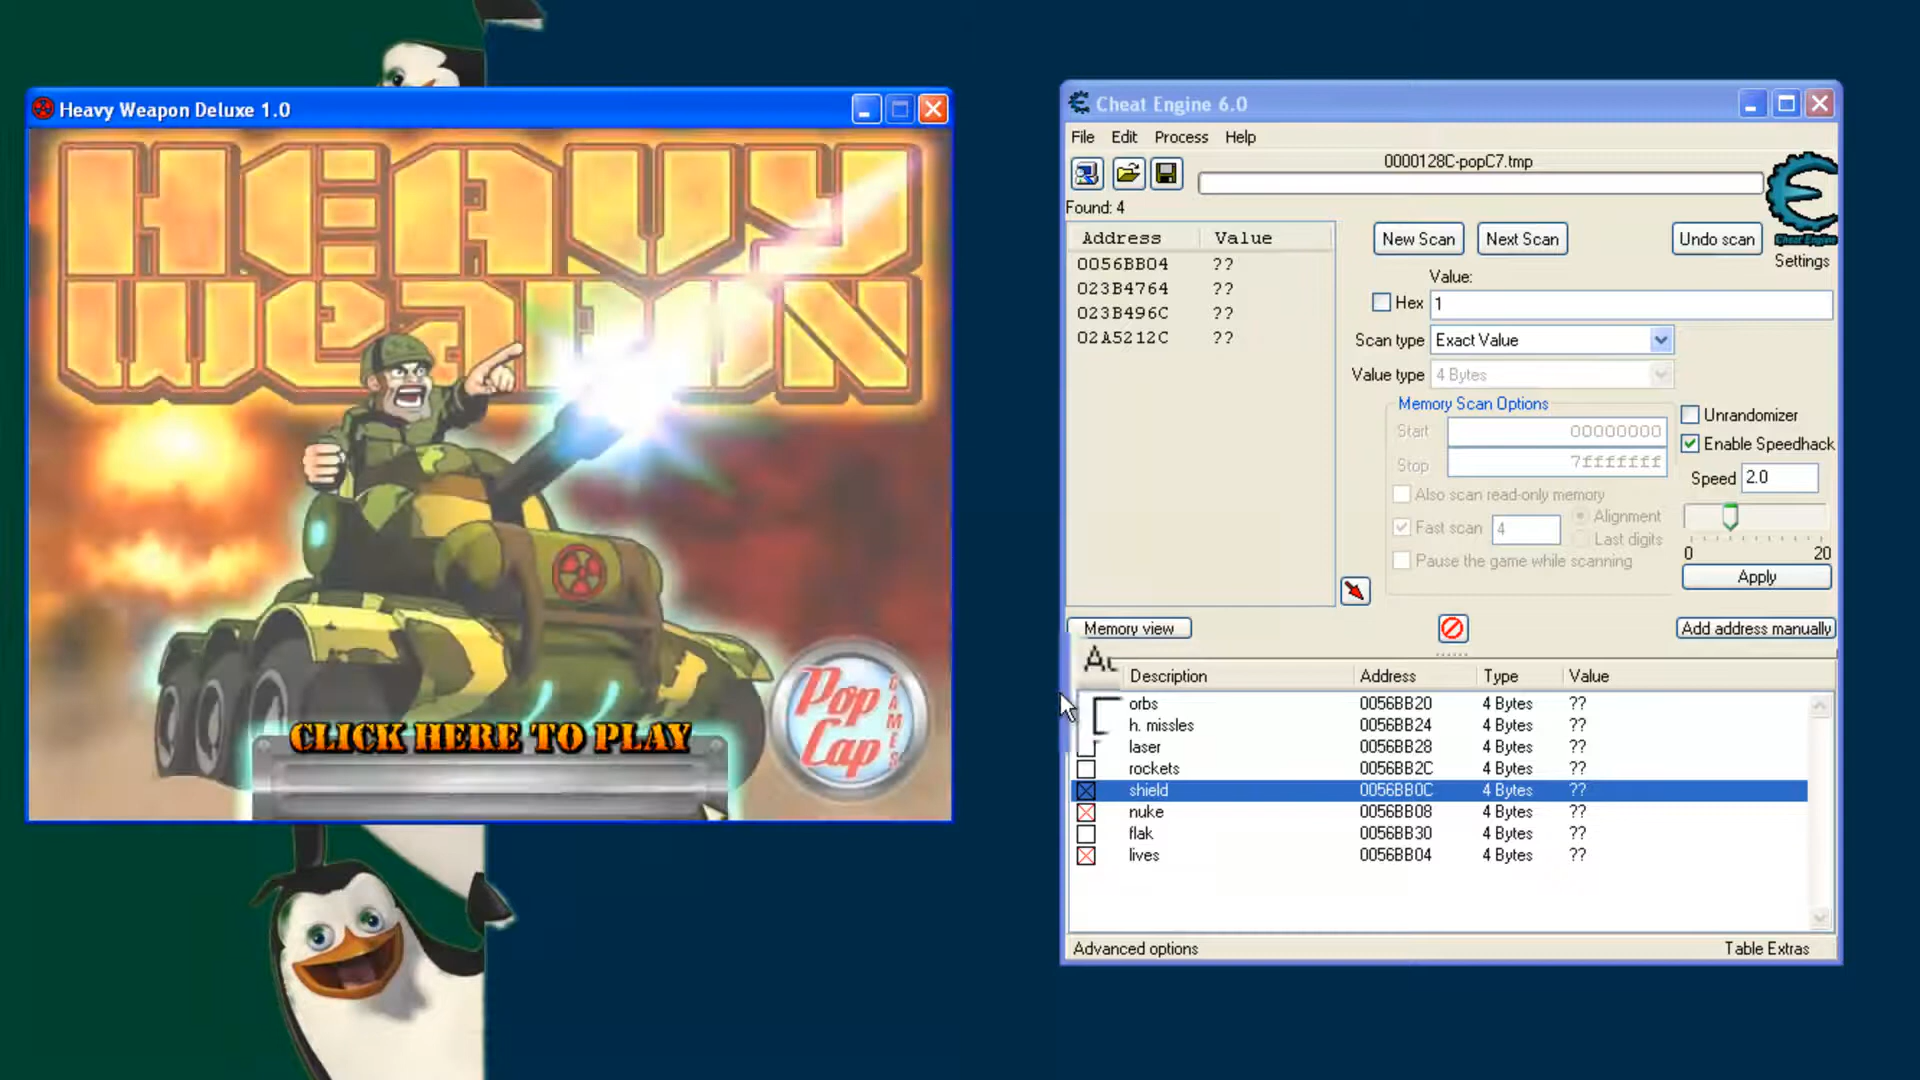 Heavy Weapon Deluxe 1.0
HEAVY
WEAPON
CLICK HERE TO PLAY
Pop
Cap
GAMES
Cheat Engine 6.0
File Edit Process Help
0000128C-popC7.tmp
Found: 4
Address Value
0056BB04 ??
023B4764 ??
023B496C ??
02A5212C ??
New Scan Next Scan Undo scan
Cheat Engine
Settings
Value:
Hex 1
Scan type Exact Value
Value type 4 Bytes
Memory Scan Options
Start 00000000
Stop 7fffffff
Also scan read-only memory
Fast scan 4 Alignment
Last digits
Pause the game while scanning
Unrandomizer
Enable Speedhack
Speed 2.0
0 20
Apply
Memory view Add address manually
Description Address Type Value
orbs 0056BB20 4 Bytes ??
h. missles 0056BB24 4 Bytes ??
laser 0056BB28 4 Bytes ??
rockets 0056BB2C 4 Bytes ??
shield 0056BB0C 4 Bytes ??
nuke 0056BB08 4 Bytes ??
flak 0056BB30 4 Bytes ??
lives 0056BB04 4 Bytes ??
Advanced options Table Extras